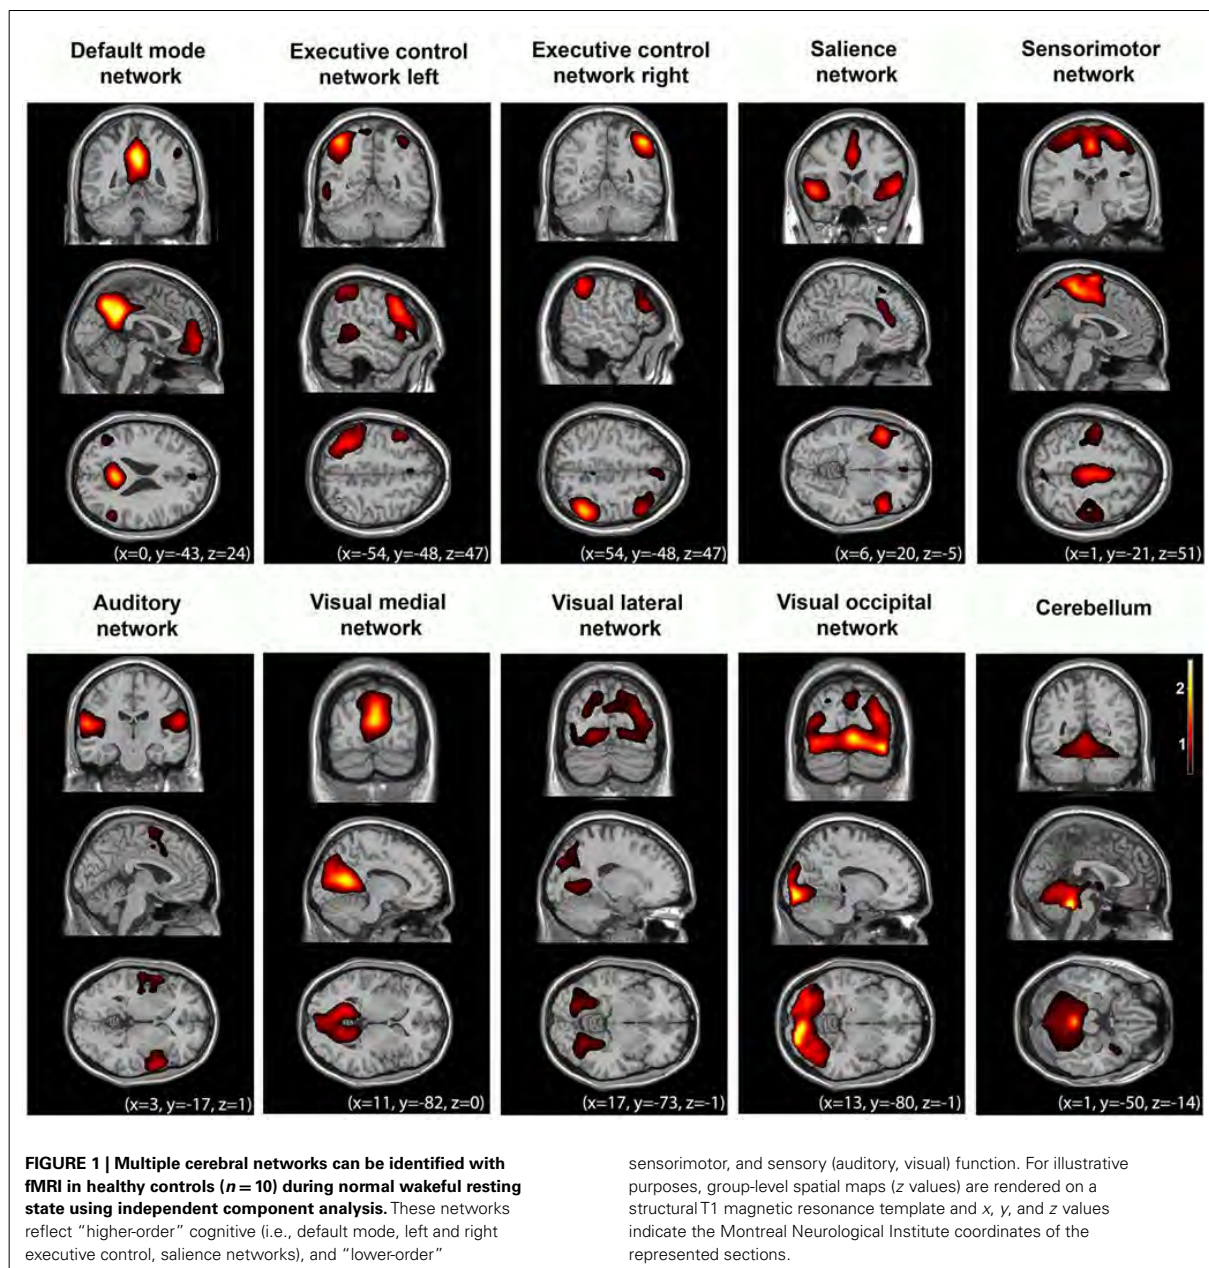 Default mode
network
Executive control
network left
Executive control
network right
Salience
network
Sensorimotor
network
(x=0, y=-43, z=24)
(x=-54, y=-48, z=47)
(x=54, y=-48, z=47)
(x=6, y=20, z=-5)
(x=1, y=-21, z=51)
Auditory
network
Visual medial
network
Visual lateral
network
Visual occipital
network
Cerebellum
2
1
(x=3, y=-17, z=1)
(x=11, y=-82, z=0)
(x=17, y=-73, z=-1)
(x=13, y=-80, z=-1)
(x=1, y=-50, z=-14)
FIGURE 1 | Multiple cerebral networks can be identified with
fMRI in healthy controls (n = 10) during normal wakeful resting
state using independent component analysis. These networks
reflect “higher-order” cognitive (i.e., default mode, left and right
executive control, salience networks), and “lower-order”
sensorimotor, and sensory (auditory, visual) function. For illustrative
purposes, group-level spatial maps (z values) are rendered on a
structural T1 magnetic resonance template and x, y, and z values
indicate the Montreal Neurological Institute coordinates of the
represented sections.